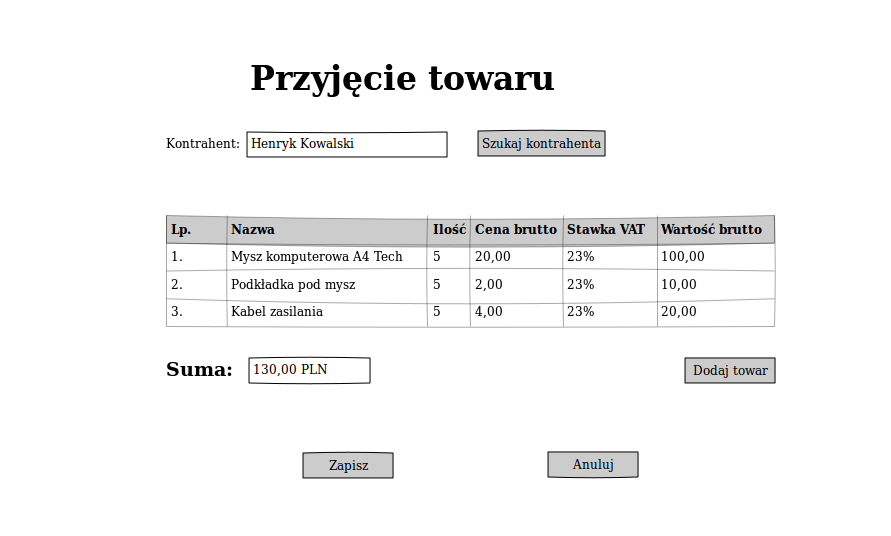 Przyjęcie towaru
Kontrahent: Henryk Kowalski Szukaj kontrahenta
Lp. Nazwa Ilość Cena brutto Stawka VAT Wartość brutto
1. Mysz komputerowa A4 Tech 5 20,00 23% 100,00
2. Podkładka pod mysz 5 2,00 23% 10,00
3. Kabel zasilania 5 4,00 23% 20,00
Suma: 130,00 PLN Dodaj towar
Zapisz Anuluj